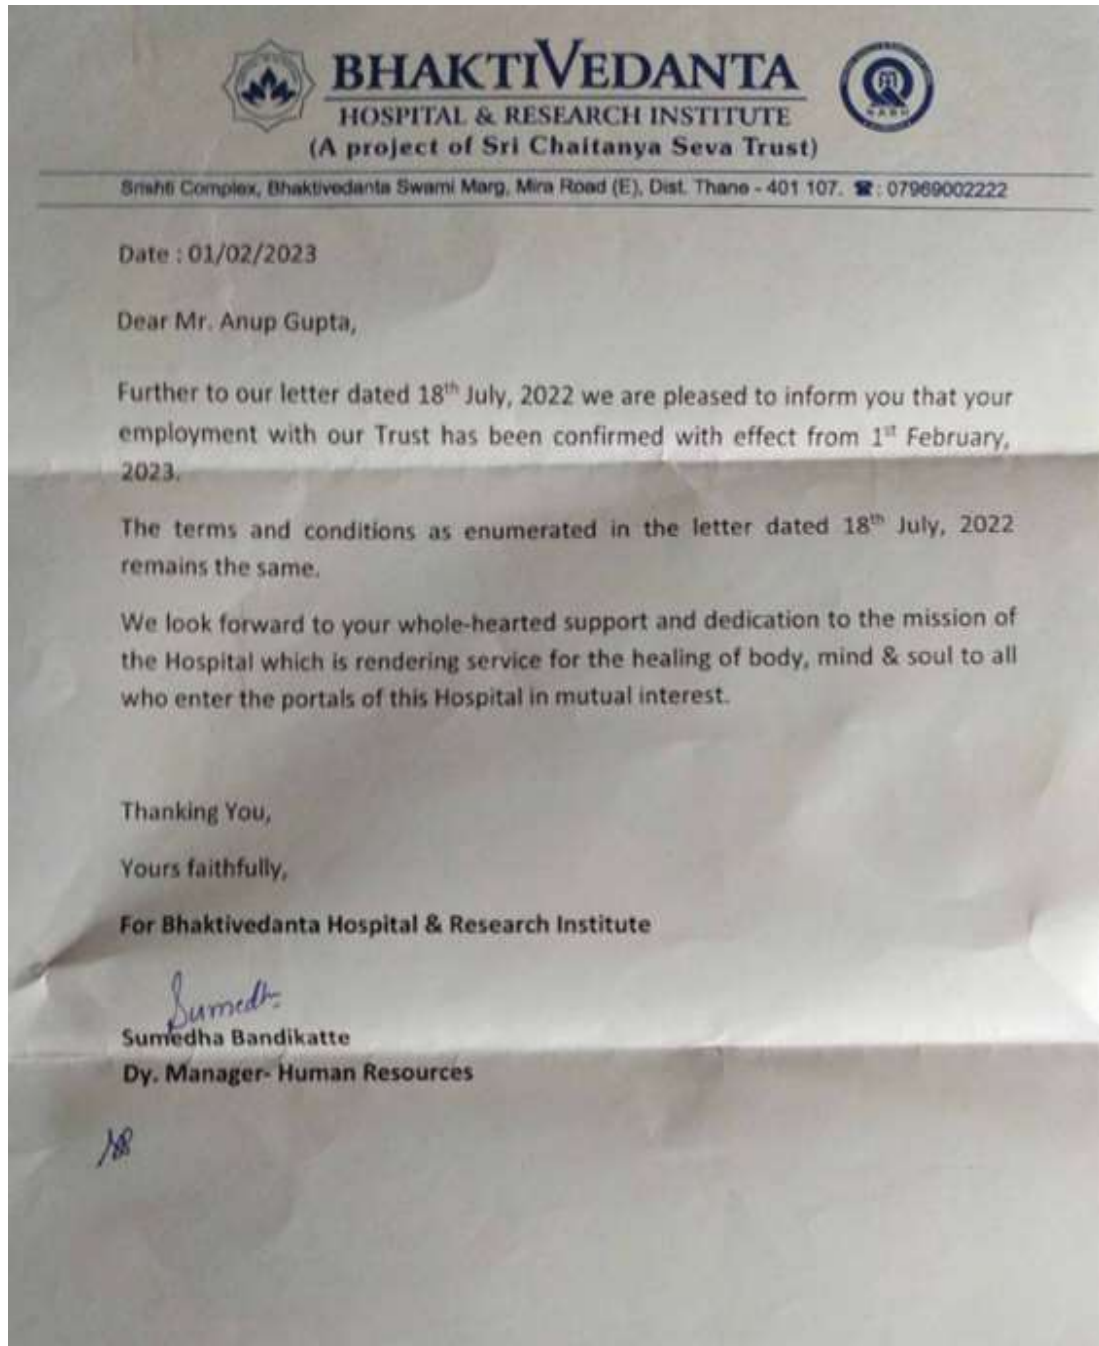 BHAKTIVEDANTA
HOSPITAL & RESEARCH INSTITUTE
(A project of Sri Chaitanya Seva Trust)
Srishti Complex, Bhaktivedanta Swami Marg, Mira Road (E), Dist. Thane - 401 107. ☎ : 07969002222
Date : 01/02/2023
Dear Mr. Anup Gupta,
Further to our letter dated 18th July, 2022 we are pleased to inform you that your
employment with our Trust has been confirmed with effect from 1st February,
2023.
The terms and conditions as enumerated in the letter dated 18th July, 2022
remains the same.
We look forward to your whole-hearted support and dedication to the mission of
the Hospital which is rendering service for the healing of body, mind & soul to all
who enter the portals of this Hospital in mutual interest.
Thanking You,
Yours faithfully,
For Bhaktivedanta Hospital & Research Institute
Sumedh
Sumedha Bandikatte
Dy. Manager- Human Resources